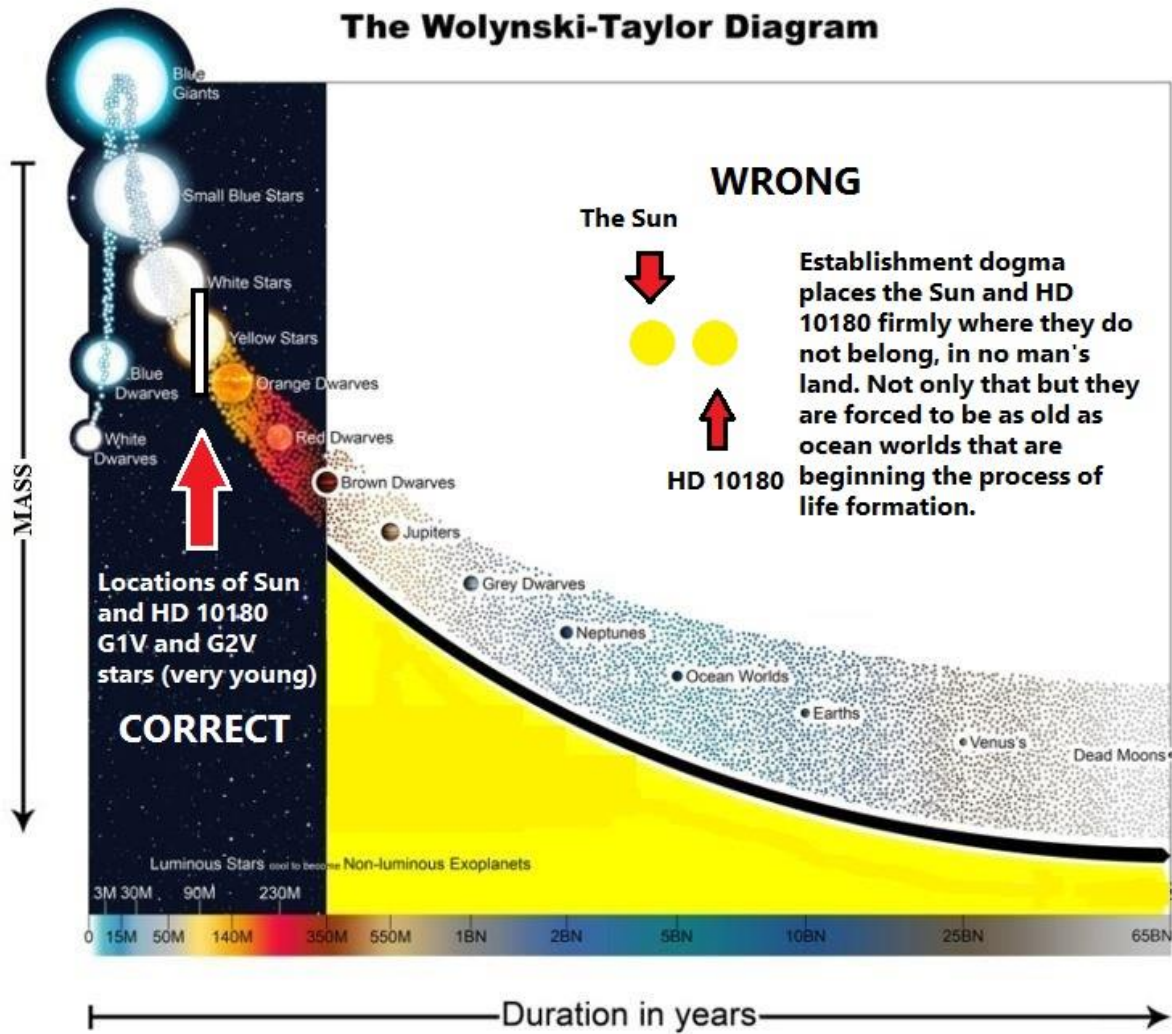 The Wolynski-Taylor Diagram
Blue
Giants
Small Blue Stars
White Stars
Yellow Stars
Blue
Dwarves
Orange Dwarves
White
Dwarves
Red Dwarves
Brown Dwarves
Jupiters
Grey Dwarves
Neptunes
Ocean Worlds
Earths
Venus's
Dead Moons
MASS
WRONG
The Sun
HD 10180
Establishment dogma
places the Sun and HD
10180 firmly where they do
not belong, in no man's
land. Not only that but they
are forced to be as old as
ocean worlds that are
beginning the process of
life formation.
Locations of Sun
and HD 10180
G1V and G2V
stars (very young)
CORRECT
Luminous Stars cool to become Non-luminous Exoplanets
3M 30M 90M 230M
0 15M 50M 140M 350M 550M 1BN 2BN 5BN 10BN 25BN 65BN
Duration in years